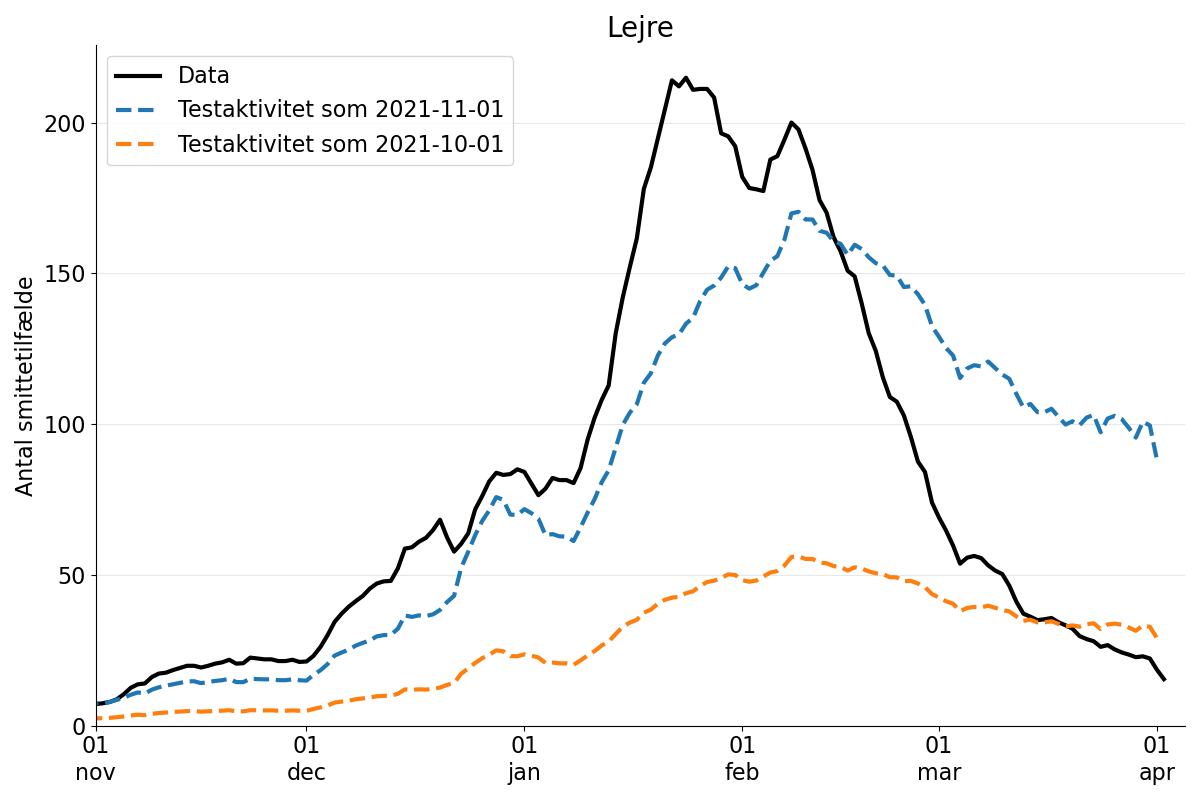 Lejre
Data
Testaktivitet som 2021-11-01
Testaktivitet som 2021-10-01
Antal smittetilfælde
200
150
100
50
0
01 01 01 01 01 01
nov dec jan feb mar apr